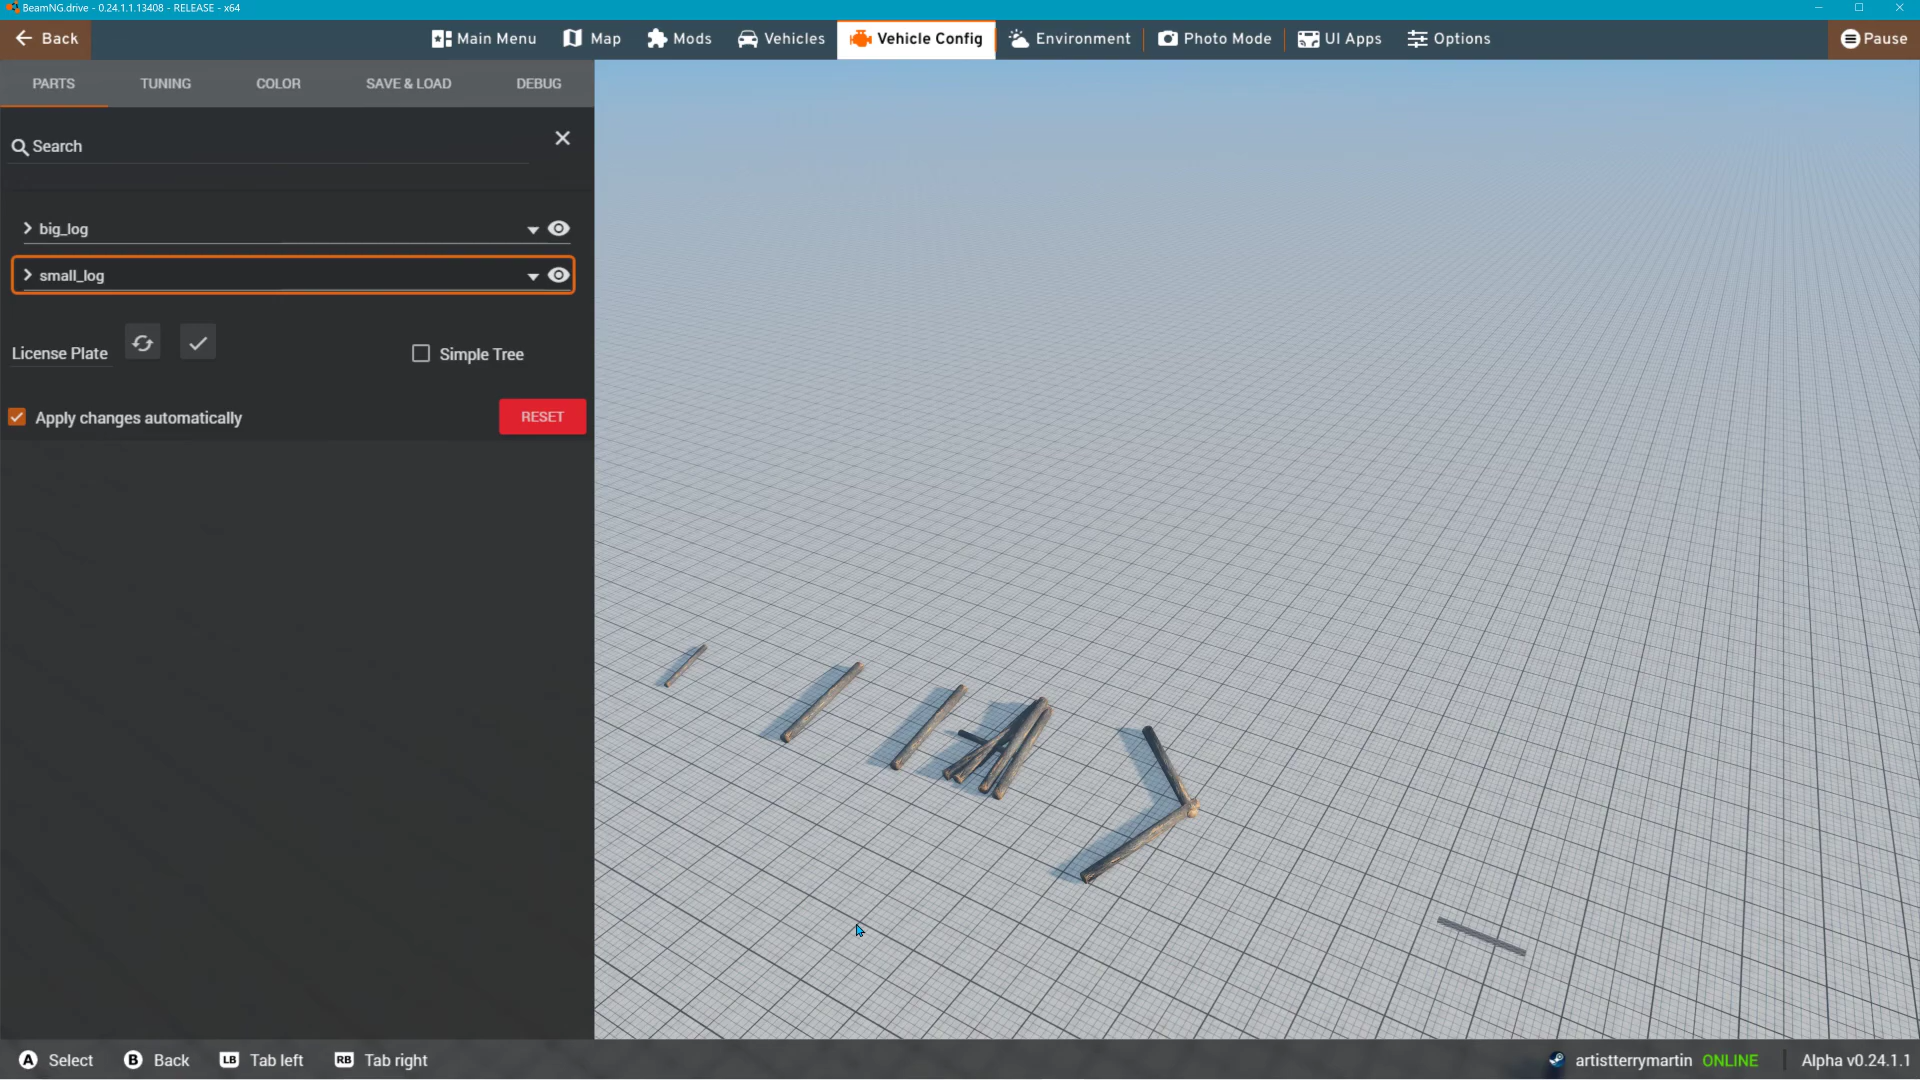 BeamNG.drive - 0.24.1.1.13408 - RELEASE - x64
Back
Main Menu
Map
Mods
Vehicles
Vehicle Config
Environment
Photo Mode
UI Apps
Options
Pause
PARTS
TUNING
COLOR
SAVE & LOAD
DEBUG
Search
big_log
small_log
License Plate
Simple Tree
Apply changes automatically
RESET
A Select
B Back
LB Tab left
RB Tab right
artistterrymartin ONLINE
Alpha v0.24.1.1